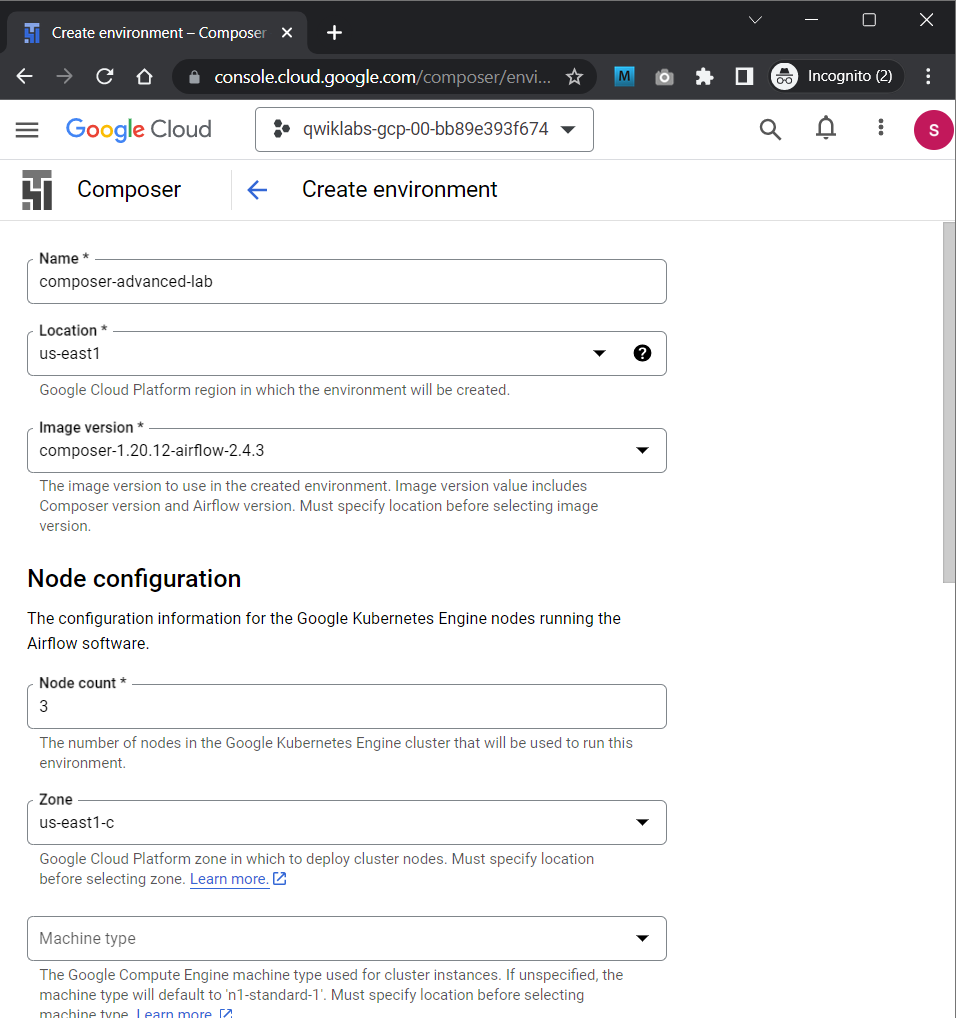 Create environment – Composer
console.cloud.google.com/composer/envi...
M
Incognito (2)
Google Cloud
qwiklabs-gcp-00-bb89e393f674
S
Composer
Create environment
Name *
composer-advanced-lab
Location *
us-east1
Google Cloud Platform region in which the environment will be created.
Image version *
composer-1.20.12-airflow-2.4.3
The image version to use in the created environment. Image version value includes
Composer version and Airflow version. Must specify location before selecting image
version.
Node configuration
The configuration information for the Google Kubernetes Engine nodes running the
Airflow software.
Node count *
3
The number of nodes in the Google Kubernetes Engine cluster that will be used to run this
environment.
Zone
us-east1-c
Google Cloud Platform zone in which to deploy cluster nodes. Must specify location
before selecting zone. Learn more.
Machine type
The Google Compute Engine machine type used for cluster instances. If unspecified, the
machine type will default to 'n1-standard-1'. Must specify location before selecting
machine type. Learn more.